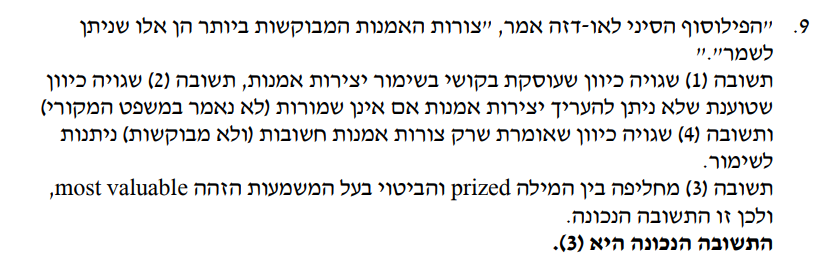 9. "הפילוסוף הסיני לאו-דזה אמר, "צורות האמנות המבוקשות ביותר הן אלו שניתן
לשמר"."
תשובה (1) שגויה כיוון שעוסקת בקושי בשימור יצירות אמנות, תשובה (2) שגויה כיוון
שטוענת שלא ניתן להעריך יצירות אמנות אם אינן שמורות (לא נאמר במשפט המקורי)
ותשובה (4) שגויה כיוון שאומרת שרק צורות אמנות חשובות (ולא מבוקשות) ניתנות
לשימור.
תשובה (3) מחליפה בין המילה prized והביטוי בעל המשמעות הזהה most valuable,
ולכן זו התשובה הנכונה.
התשובה הנכונה היא (3).